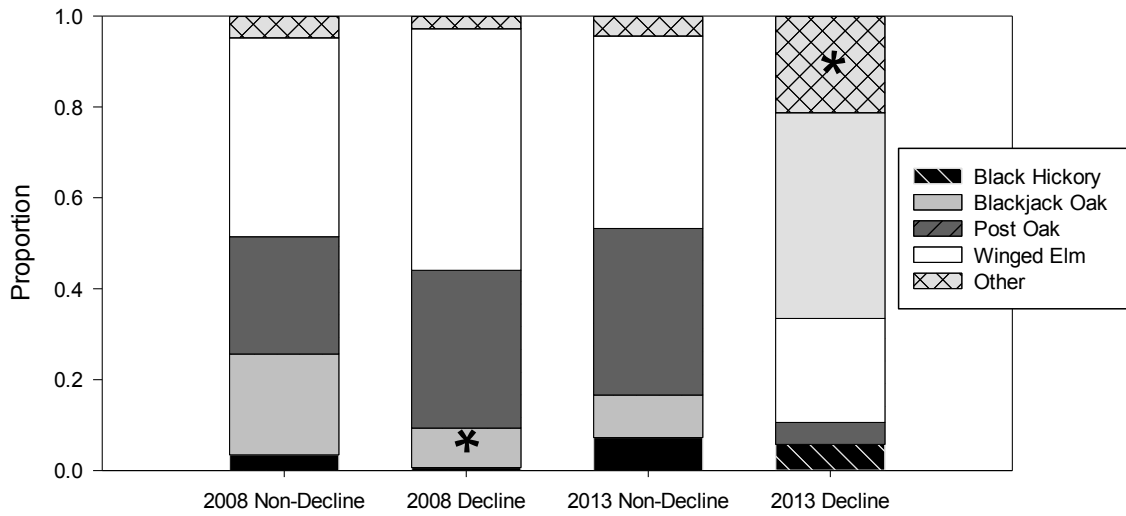 1.0
0.8
0.6
0.4
0.2
0.0
Proportion
*
*
Black Hickory
Blackjack Oak
Post Oak
Winged Elm
Other
2008 Non-Decline
2008 Decline
2013 Non-Decline
2013 Decline